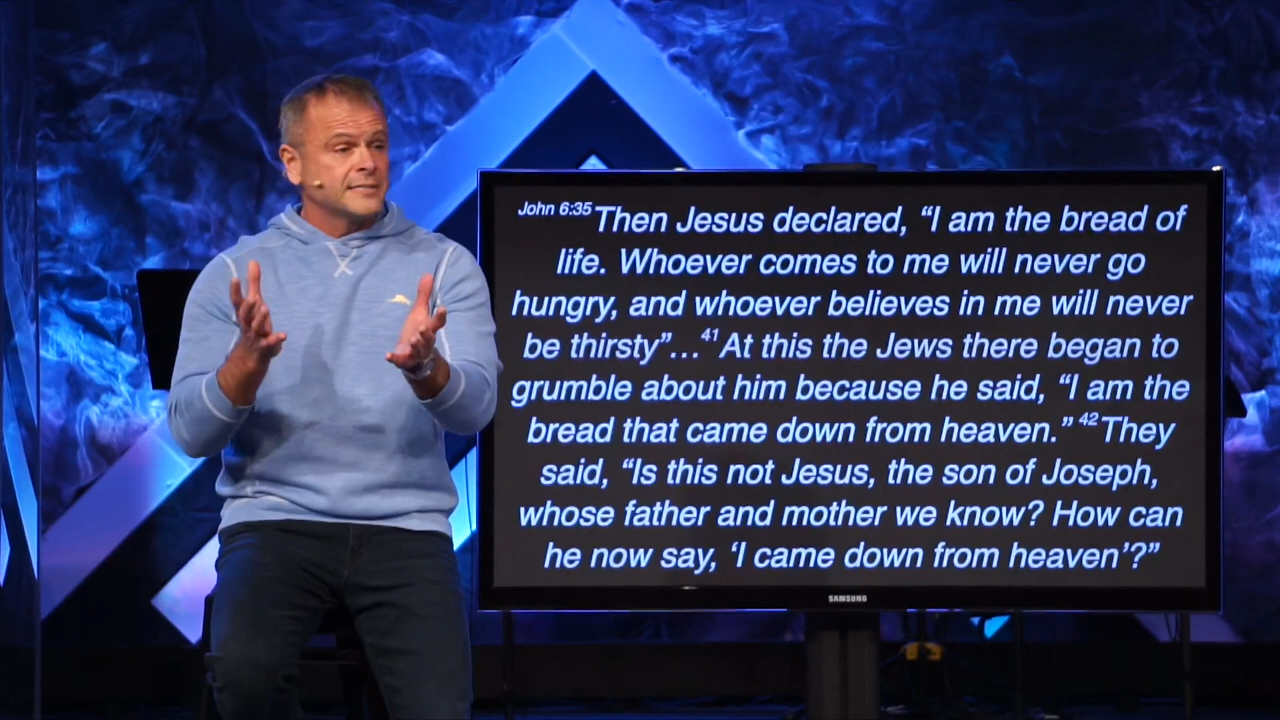 John 6:35 Then Jesus declared, “I am the bread of
life. Whoever comes to me will never go
hungry, and whoever believes in me will never
be thirsty”...41 At this the Jews there began to
grumble about him because he said, “I am the
bread that came down from heaven.” 42 They
said, “Is this not Jesus, the son of Joseph,
whose father and mother we know? How can
he now say, ‘I came down from heaven’?”
SAMSUNG